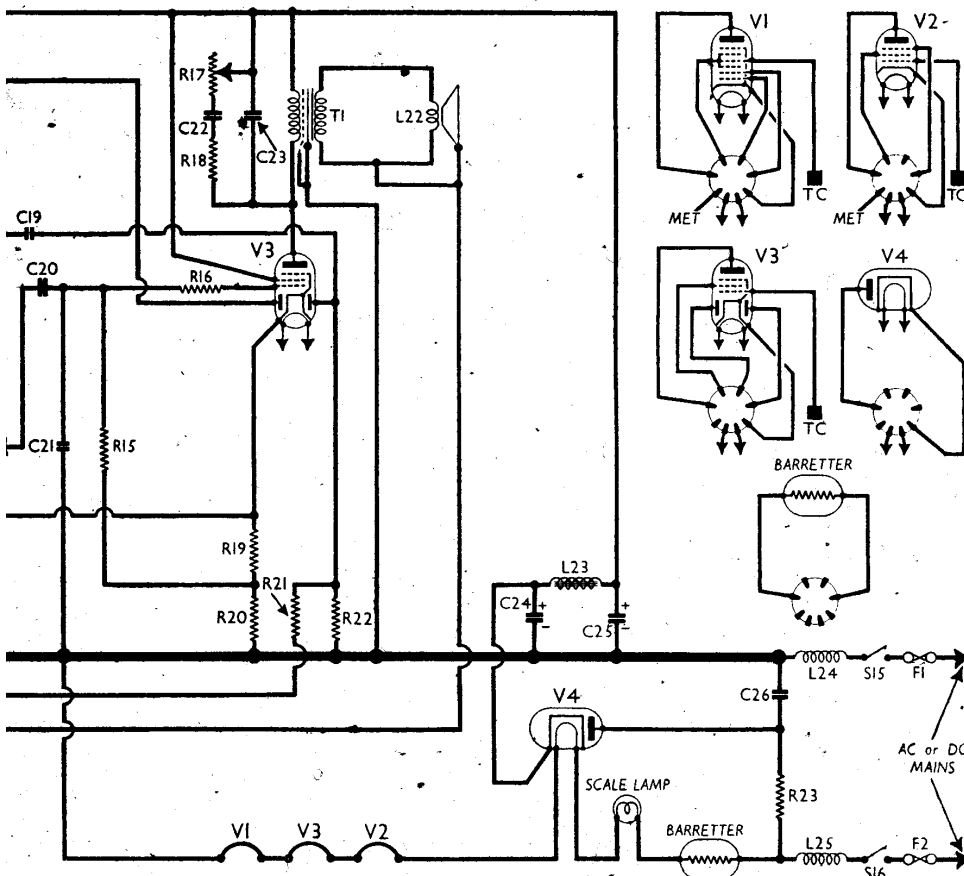 V1
V2
R17
C22
R18
C23
T1
L22
TC
TC
MET
MET
C19
V3
C20
R16
V3
V4
C21
R15
TC
BARRETTER
R19
R21
L23
C24
+
-
+
-
C25
R20
R22
L24
S15
F1
C26
V4
AC or DC
MAINS
SCALE LAMP
R23
V1
V3
V2
BARRETTER
L25
S16
F2